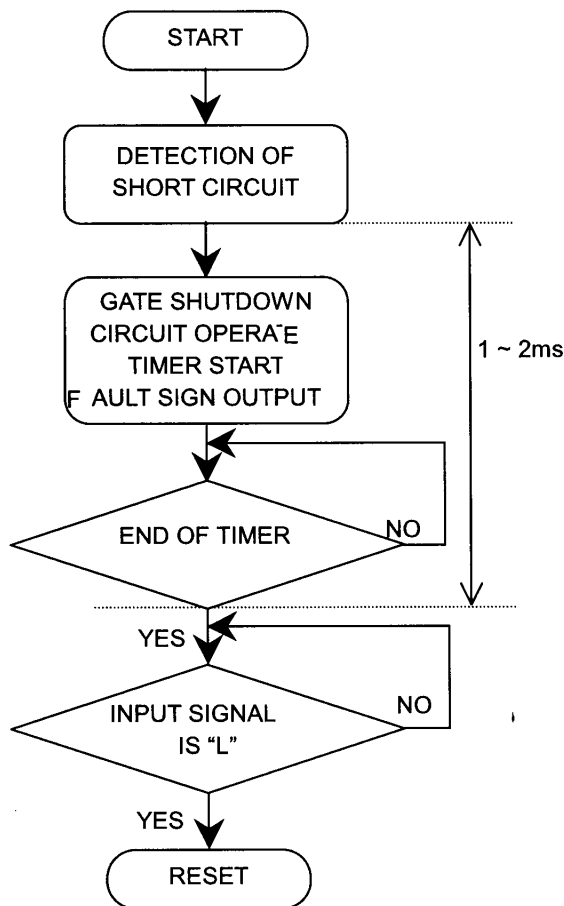 START
DETECTION OF
SHORT CIRCUIT
GATE SHUTDOWN
CIRCUIT OPERATE
TIMER START
F AULT SIGN OUTPUT
1 ~ 2ms
END OF TIMER
NO
YES
INPUT SIGNAL
IS “L”
NO
YES
RESET